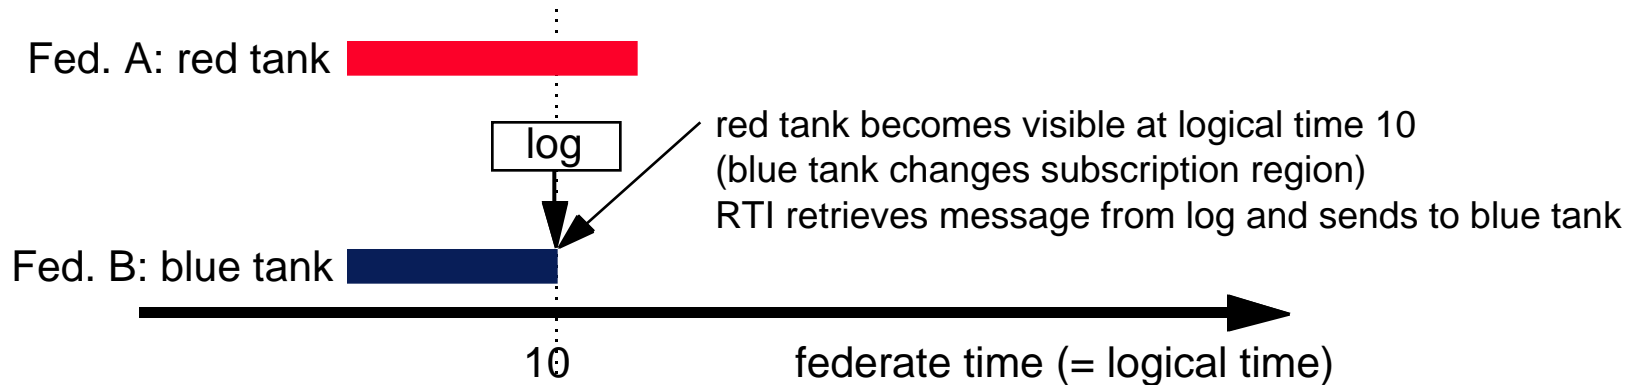 Fed. A: red tank
log
red tank becomes visible at logical time 10
(blue tank changes subscription region)
RTI retrieves message from log and sends to blue tank
Fed. B: blue tank
10
federate time (= logical time)